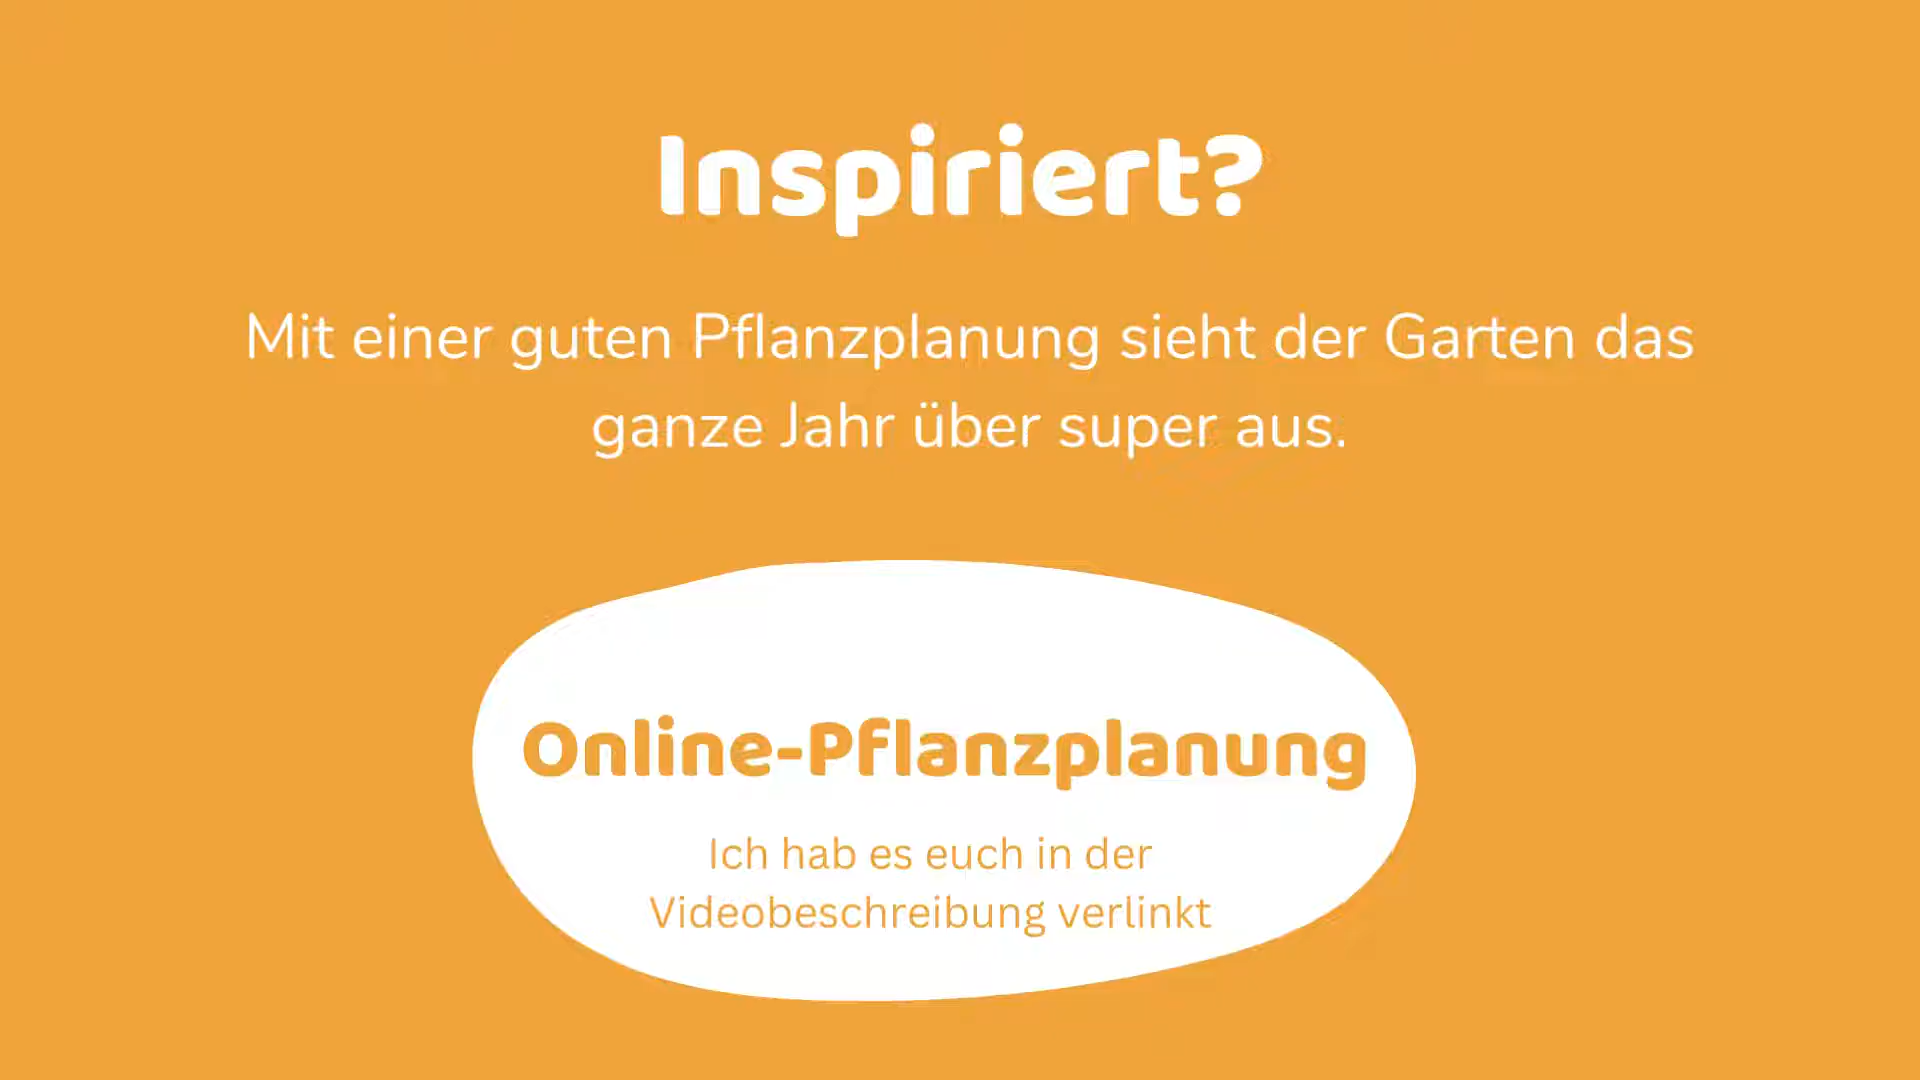 Inspiriert?
Mit einer guten Pflanzplanung sieht der Garten das
ganze Jahr über super aus.
Online-Pflanzplanung
Ich hab es euch in der
Videobeschreibung verlinkt